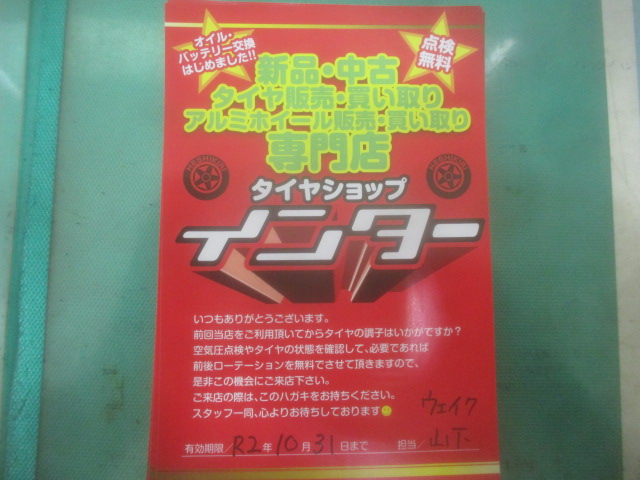 オイル・
バッテリー交換
はじめました!!
点検
無料
新品・中古
タイヤ販売・買い取り
アルミホイール販売・買い取り
専門店
タイヤショップ
インター
いつもありがとうございます。
前回当店をご利用頂いてからタイヤの調子はいかがですか?
空気圧点検やタイヤの状態を確認して、必要であれば
前後ローテーションを無料でさせて頂きますので、
是非この機会にご来店下さい。
ご来店の際は、このハガキをお持ちください。
スタッフ一同、心よりお待ちしております
ウェイク
有効期限/R2年10月31日まで 担当/山下